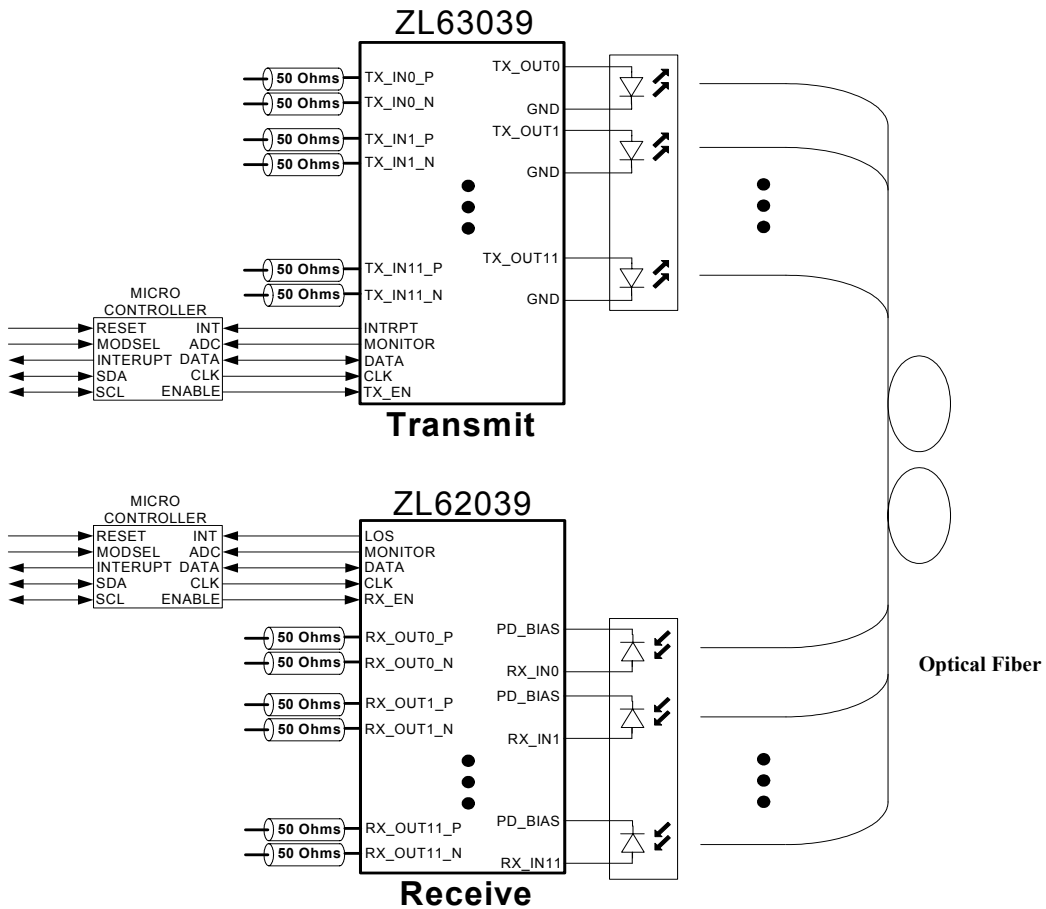 ZL63039
50 Ohms TX_IN0_P TX_OUT0
50 Ohms TX_IN0_N GND
50 Ohms TX_IN1_P TX_OUT1
50 Ohms TX_IN1_N GND
50 Ohms TX_IN11_P TX_OUT11
50 Ohms TX_IN11_N GND
MICRO
CONTROLLER
RESET INT INTRPT
MODSEL ADC MONITOR
INTERUPT DATA DATA
SDA CLK CLK
SCL ENABLE TX_EN
Transmit
ZL62039
MICRO
CONTROLLER
RESET INT LOS
MODSEL ADC MONITOR
INTERUPT DATA DATA
SDA CLK CLK
SCL ENABLE RX_EN
50 Ohms RX_OUT0_P PD_BIAS
50 Ohms RX_OUT0_N RX_IN0
50 Ohms RX_OUT1_P PD_BIAS
50 Ohms RX_OUT1_N RX_IN1
50 Ohms RX_OUT11_P PD_BIAS
50 Ohms RX_OUT11_N RX_IN11
Receive
Optical Fiber